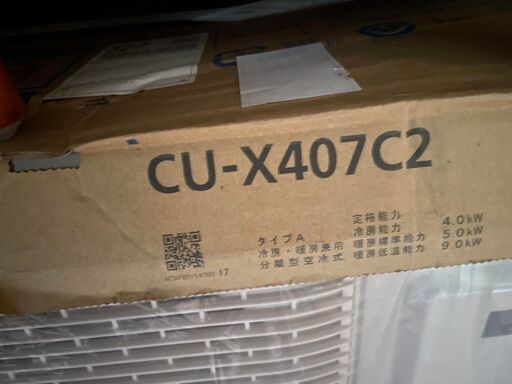 CU-X407C2
タイプA
冷房・暖房兼用
分離型空冷式
定格能力
冷房能力 4.0kW
暖房標準能力 5.0kW
暖房低温能力 9.0kW
17